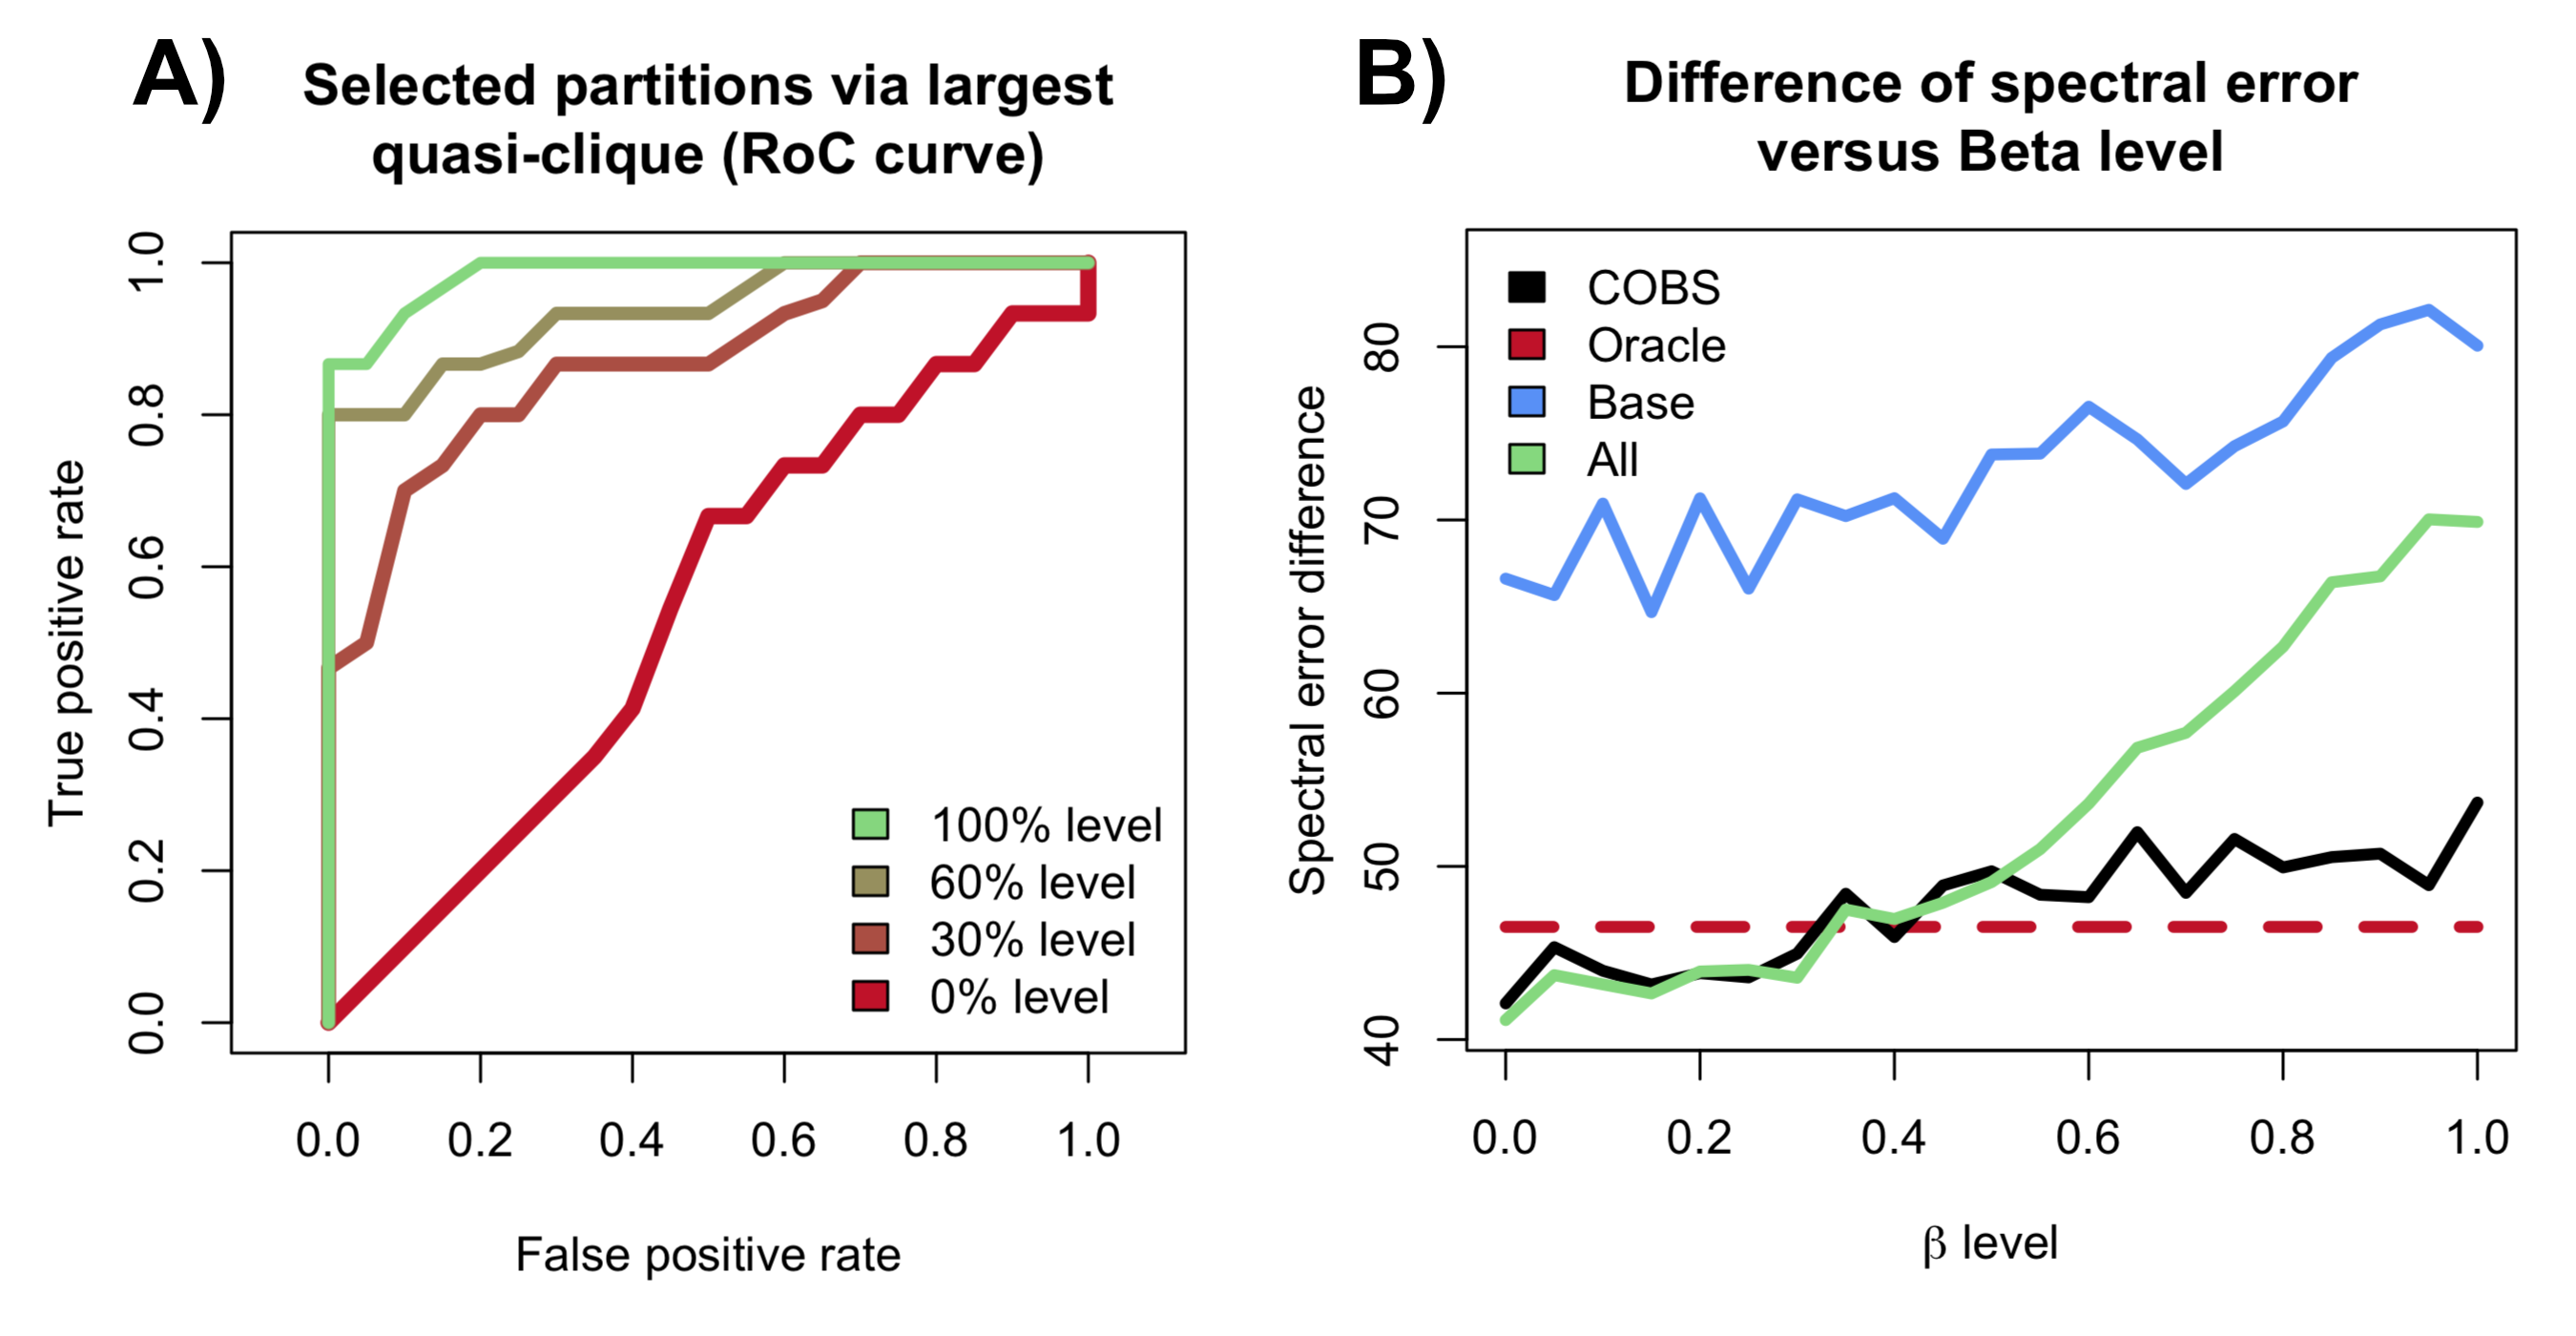 A)
Selected partitions via largest
quasi-clique (RoC curve)
True positive rate
1.0
0.8
0.6
0.4
0.2
0.0
100% level
60% level
30% level
0% level
0.0 0.2 0.4 0.6 0.8 1.0
False positive rate
B)
Difference of spectral error
versus Beta level
Spectral error difference
80
70
60
50
40
COBS
Oracle
Base
All
0.0 0.2 0.4 0.6 0.8 1.0
β level